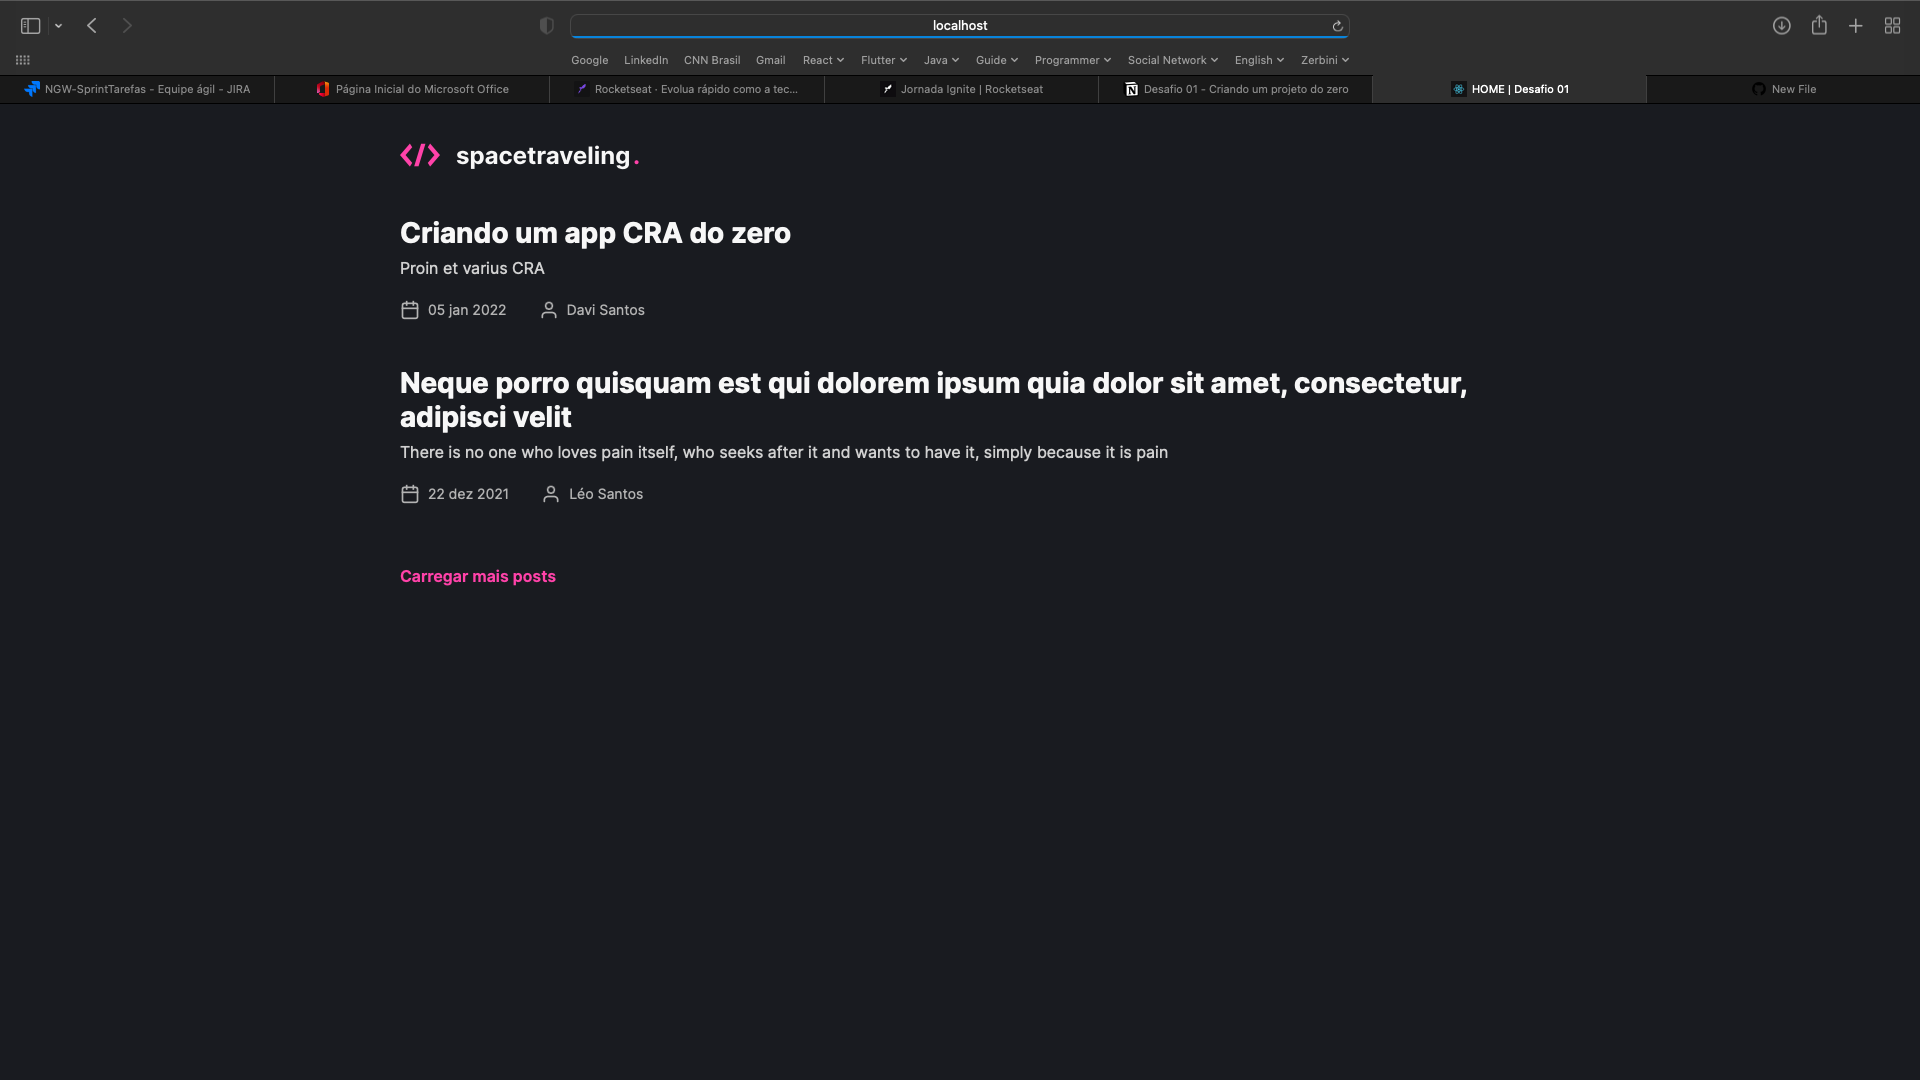 localhost
Google LinkedIn CNN Brasil Gmail React Flutter Java Guide Programmer Social Network English Zerbini
NGW-SprintTarefas - Equipe ágil - JIRA Página Inicial do Microsoft Office Rocketseat · Evolua rápido como a tec... Jornada Ignite | Rocketseat Desafio 01 - Criando um projeto do zero HOME | Desafio 01 New File
</> spacetraveling.
Criando um app CRA do zero
Proin et varius CRA
05 jan 2022 Davi Santos
Neque porro quisquam est qui dolorem ipsum quia dolor sit amet, consectetur,
adipisci velit
There is no one who loves pain itself, who seeks after it and wants to have it, simply because it is pain
22 dez 2021 Léo Santos
Carregar mais posts